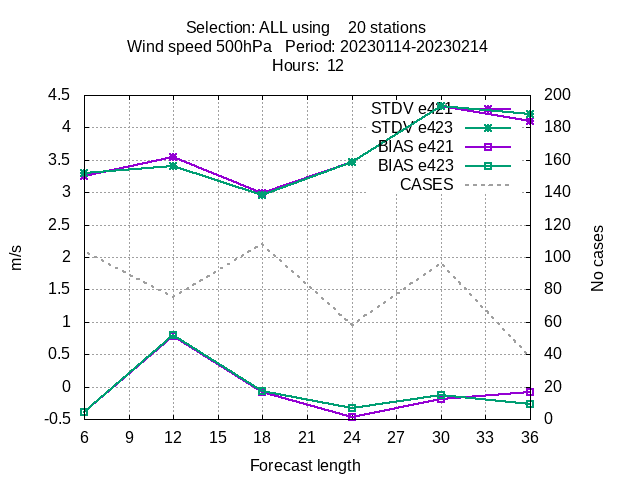 Selection: ALL using 20 stations
Wind speed 500hPa Period: 20230114-20230214
Hours: 12
4.5 200
STDV e421
4 180
STDV e423
BIAS e421
3.5 160
BIAS e423
CASES
3 140
2.5 120
2 100
1.5 80
1 60
0.5 40
0 20
-0.5 0
m/s
No cases
6 9 12 15 18 21 24 27 30 33 36
Forecast length